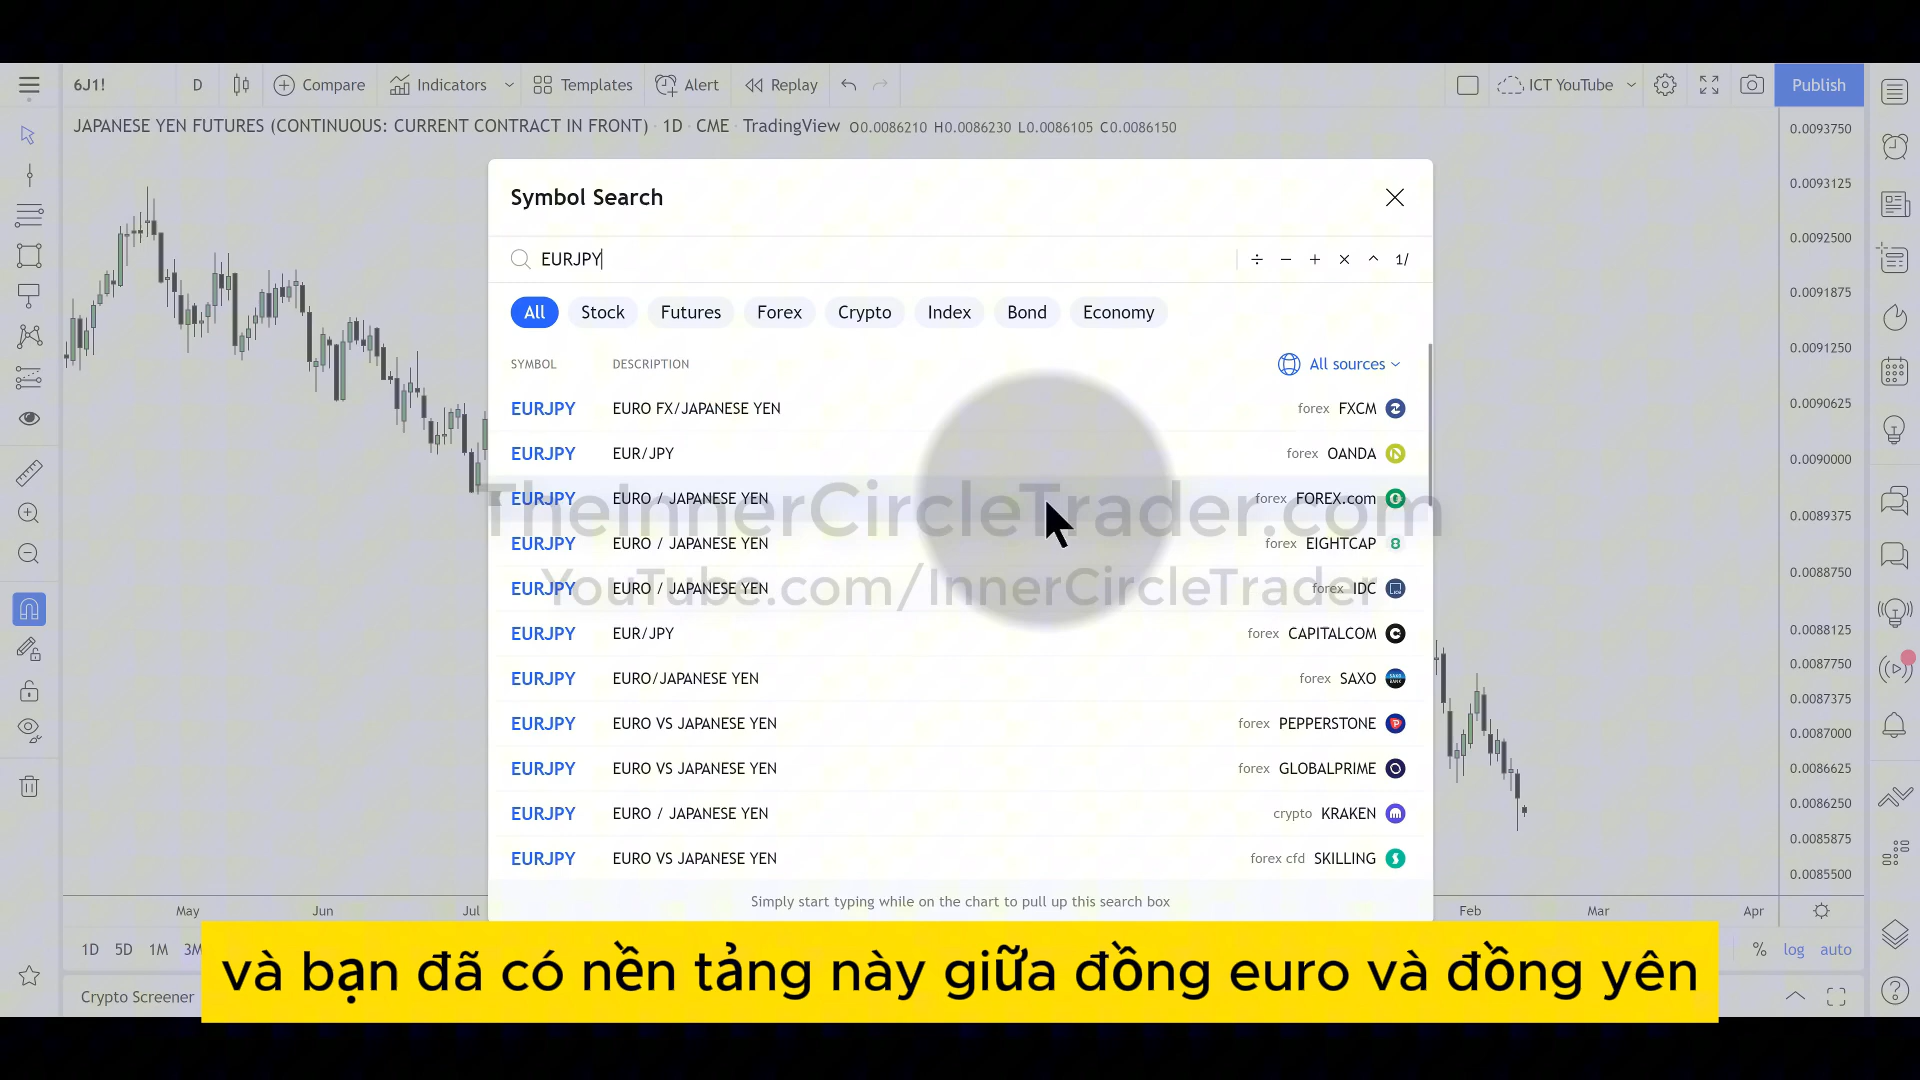 6J1! D Compare Indicators Templates Alert Replay ICT YouTube Publish
JAPANESE YEN FUTURES (CONTINUOUS: CURRENT CONTRACT IN FRONT) · 1D · CME · TradingView O0.0086210 H0.0086230 L0.0086105 C0.0086150
Symbol Search
EURJPY ÷ − + × ^ 1/
All Stock Futures Forex Crypto Index Bond Economy
SYMBOL DESCRIPTION All sources
EURJPY EURO FX/JAPANESE YEN forex FXCM
EURJPY EUR/JPY forex OANDA
EURJPY EURO / JAPANESE YEN forex FOREX.com
TheInnerCircleTrader.com
EURJPY EURO / JAPANESE YEN forex EIGHTCAP
EURJPY EURO / JAPANESE YEN forex IDC
YouTube.com/InnerCircleTrader
EURJPY EUR/JPY forex CAPITALCOM
EURJPY EURO/JAPANESE YEN forex SAXO
EURJPY EURO VS JAPANESE YEN forex PEPPERSTONE
EURJPY EURO VS JAPANESE YEN forex GLOBALPRIME
EURJPY EURO / JAPANESE YEN crypto KRAKEN
EURJPY EURO VS JAPANESE YEN forex cfd SKILLING
Simply start typing while on the chart to pull up this search box
0.0093750
0.0093125
0.0092500
0.0091875
0.0091250
0.0090625
0.0090000
0.0089375
0.0088750
0.0088125
0.0087750
0.0087375
0.0087000
0.0086625
0.0086250
0.0085875
0.0085500
May Jun Jul Feb Mar Apr
1D 5D 1M 3M % log auto
Crypto Screener
và bạn đã có nền tảng này giữa đồng euro và đồng yên